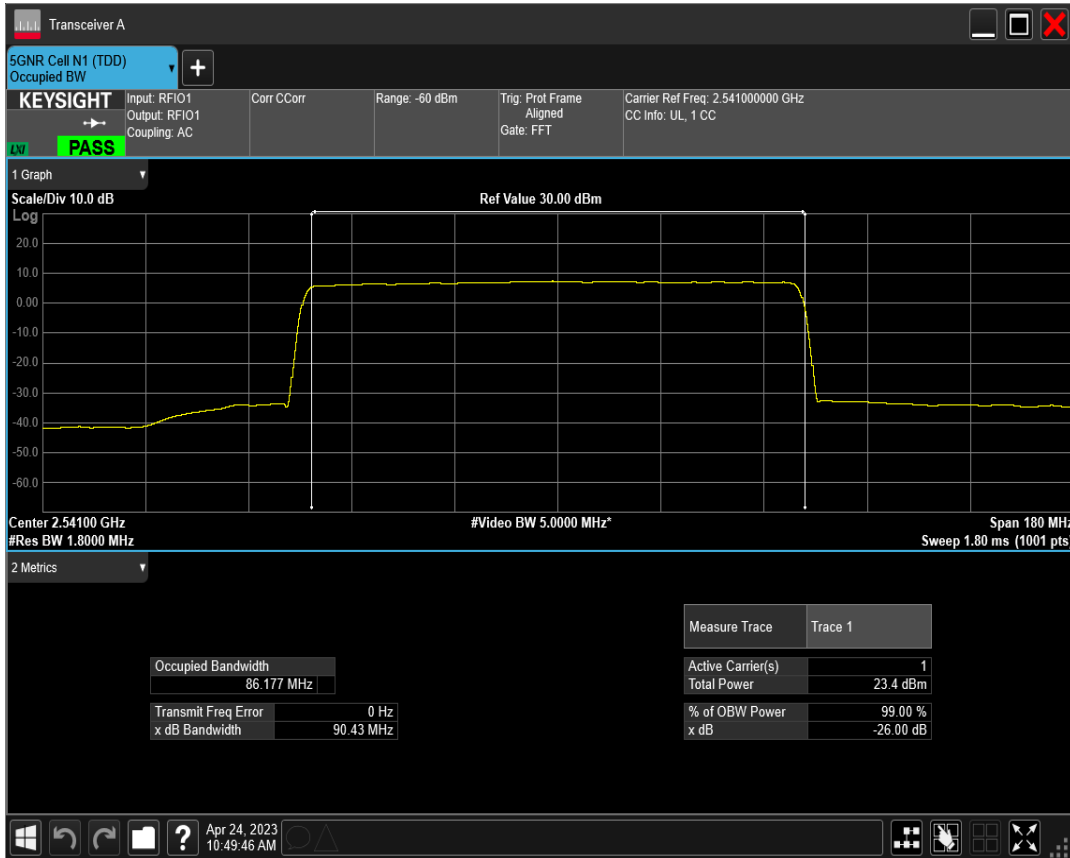 Transceiver A
5GNR Cell N1 (TDD)
Occupied BW
+
KEYSIGHT
LXI
PASS
Input: RFIO1
Output: RFIO1
Coupling: AC
Corr CCorr
Range: -60 dBm
Trig: Prot Frame
Aligned
Gate: FFT
Carrier Ref Freq: 2.541000000 GHz
CC Info: UL, 1 CC
1 Graph
Scale/Div 10.0 dB
Ref Value 30.00 dBm
Log
20.0
10.0
0.00
-10.0
-20.0
-30.0
-40.0
-50.0
-60.0
Center 2.54100 GHz
#Video BW 5.0000 MHz*
Span 180 MHz
#Res BW 1.8000 MHz
Sweep 1.80 ms (1001 pts)
2 Metrics
Measure Trace
Trace 1
Occupied Bandwidth
86.177 MHz
Active Carrier(s)
1
Total Power
23.4 dBm
Transmit Freq Error
0 Hz
x dB Bandwidth
90.43 MHz
% of OBW Power
99.00 %
x dB
-26.00 dB
?
Apr 24, 2023
10:49:46 AM